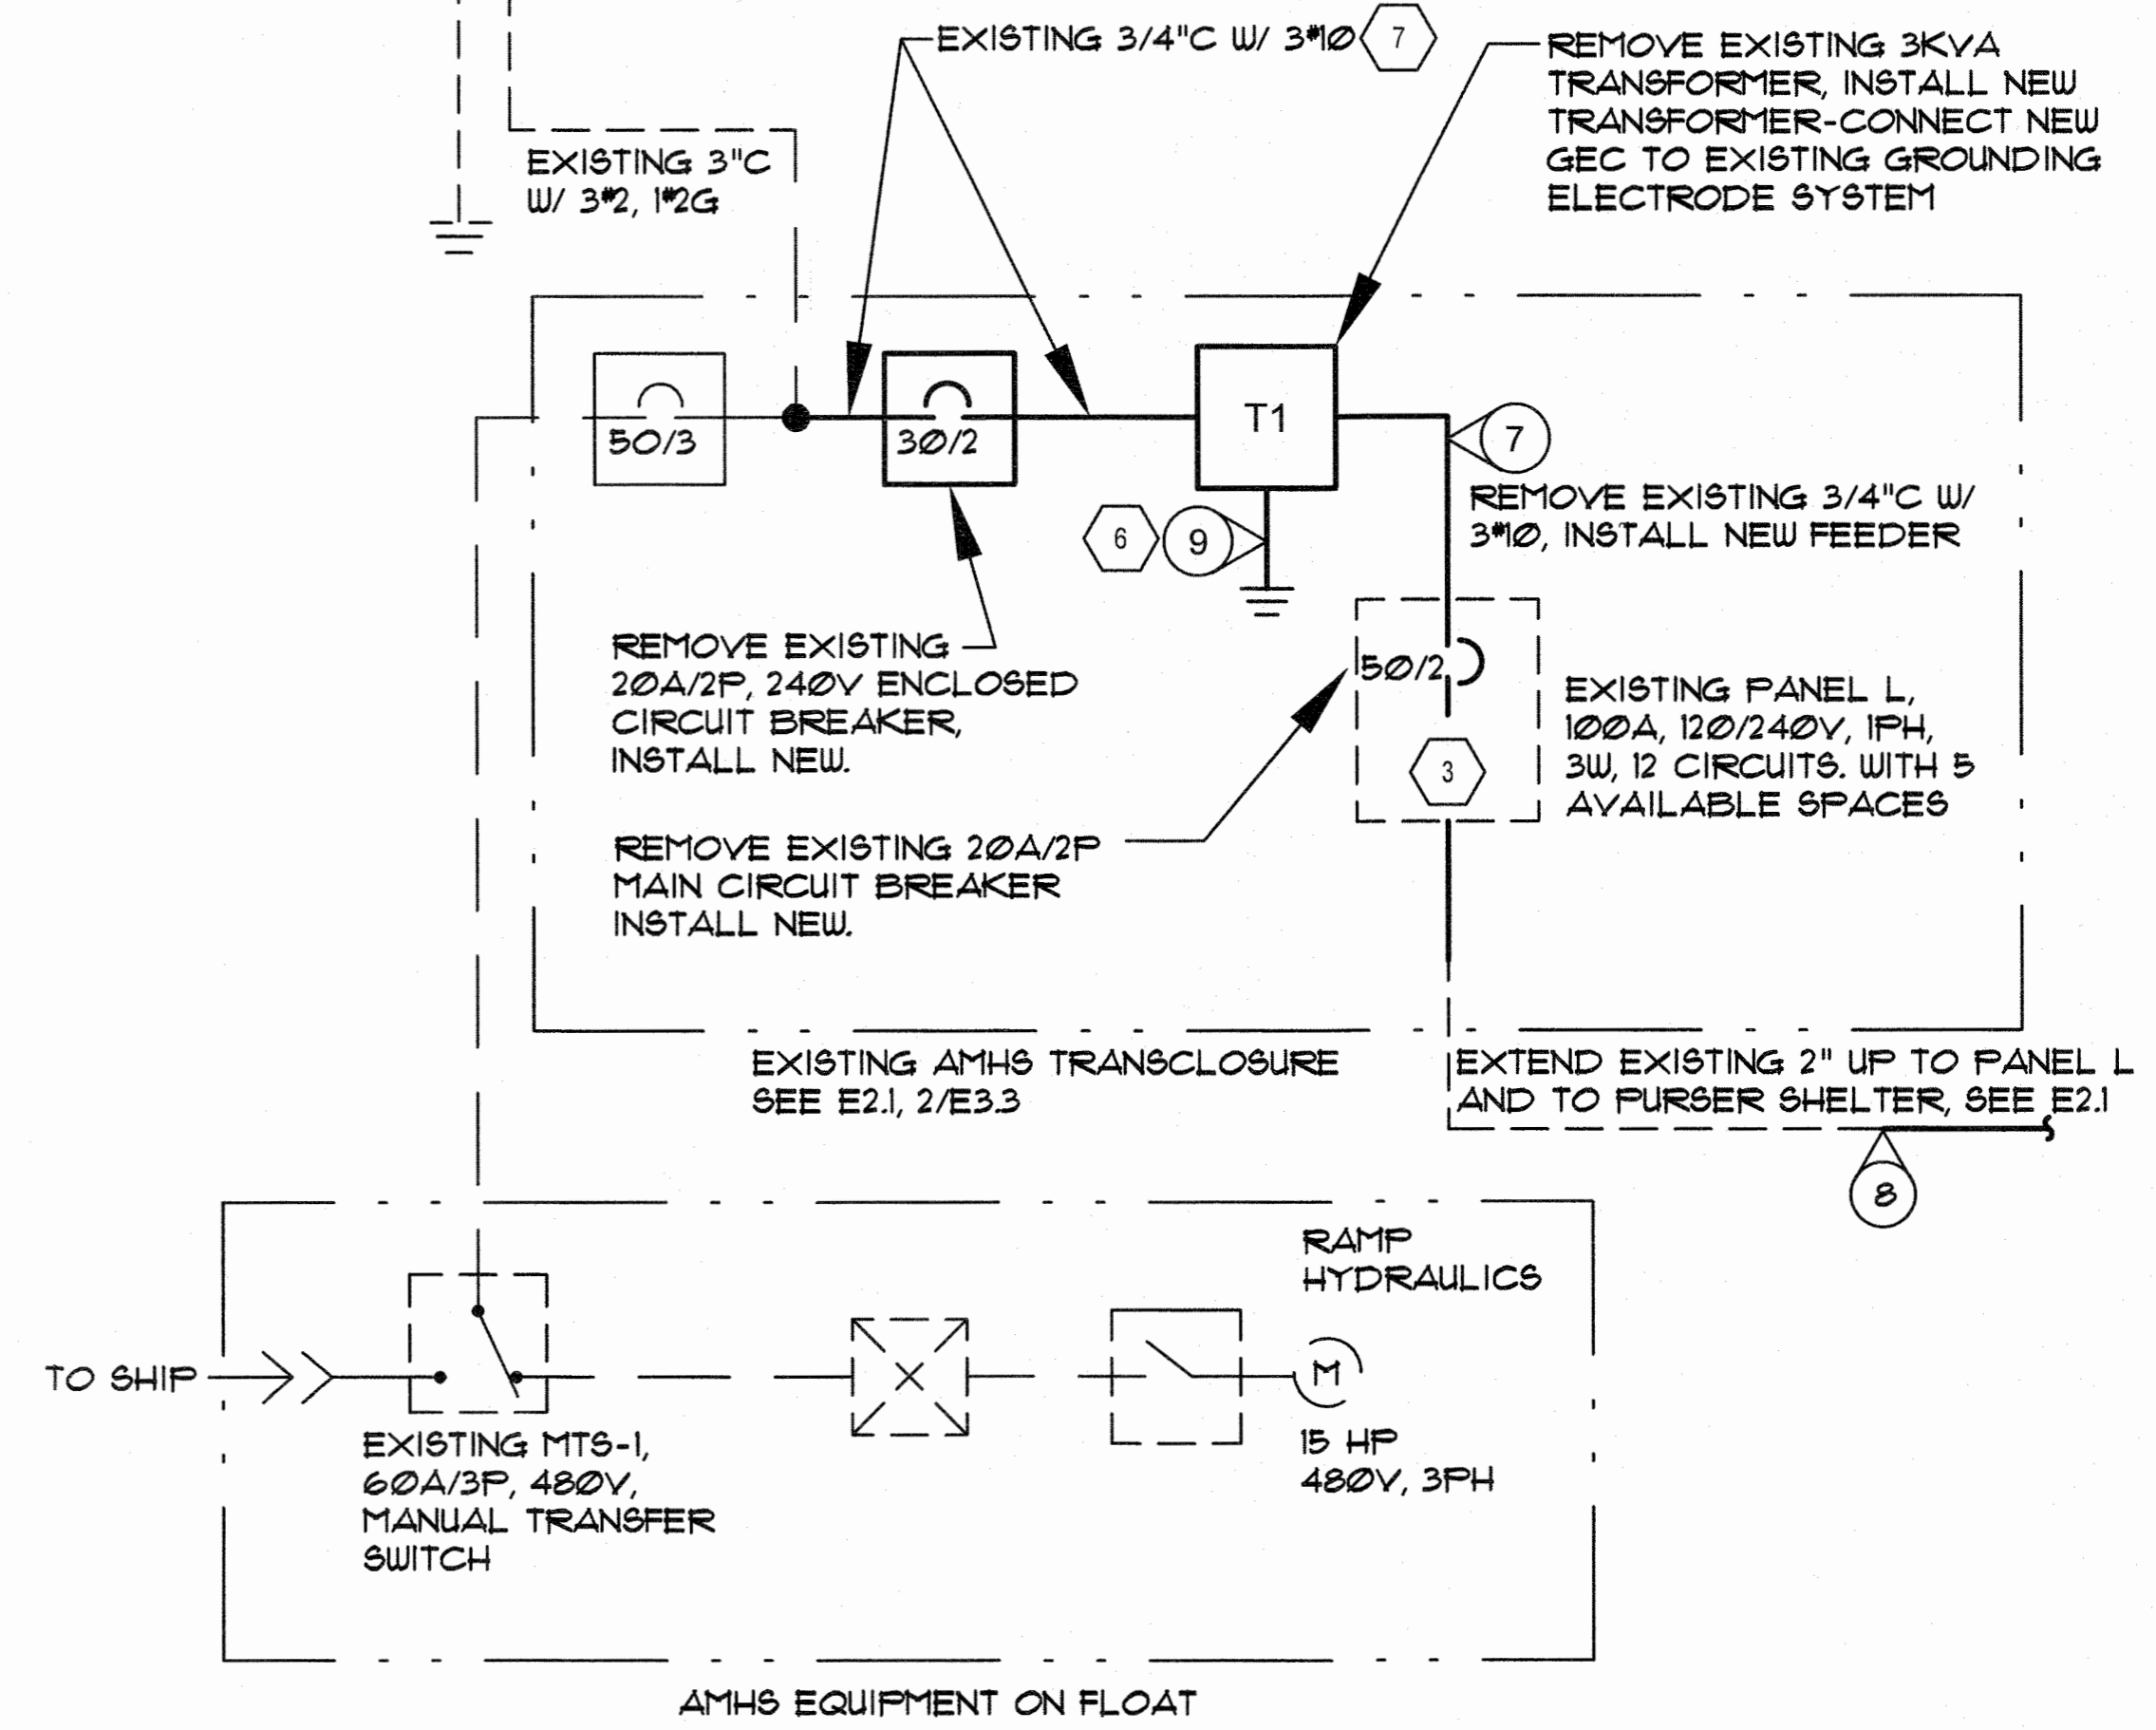 EXISTING 3/4"C W/ 3#10
7
REMOVE EXISTING 3KVA
TRANSFORMER, INSTALL NEW
TRANSFORMER-CONNECT NEW
GEC TO EXISTING GROUNDING
ELECTRODE SYSTEM
EXISTING 3"C
W/ 3#2, 1#2G
50/3
30/2
T1
7
REMOVE EXISTING 3/4"C W/
3#10, INSTALL NEW FEEDER
6
9
REMOVE EXISTING
20A/2P, 240V ENCLOSED
CIRCUIT BREAKER,
INSTALL NEW.
50/2
3
EXISTING PANEL L,
100A, 120/240V, 1PH,
3W, 12 CIRCUITS. WITH 5
AVAILABLE SPACES
REMOVE EXISTING 20A/2P
MAIN CIRCUIT BREAKER
INSTALL NEW.
EXISTING AMHS TRANSCLOSURE
SEE E2.1, 2/E3.3
EXTEND EXISTING 2" UP TO PANEL L
AND TO PURSER SHELTER, SEE E2.1
8
RAMP
HYDRAULICS
TO SHIP
M
EXISTING MTS-1,
60A/3P, 480V,
MANUAL TRANSFER
SWITCH
15 HP
480V, 3PH
AMHS EQUIPMENT ON FLOAT